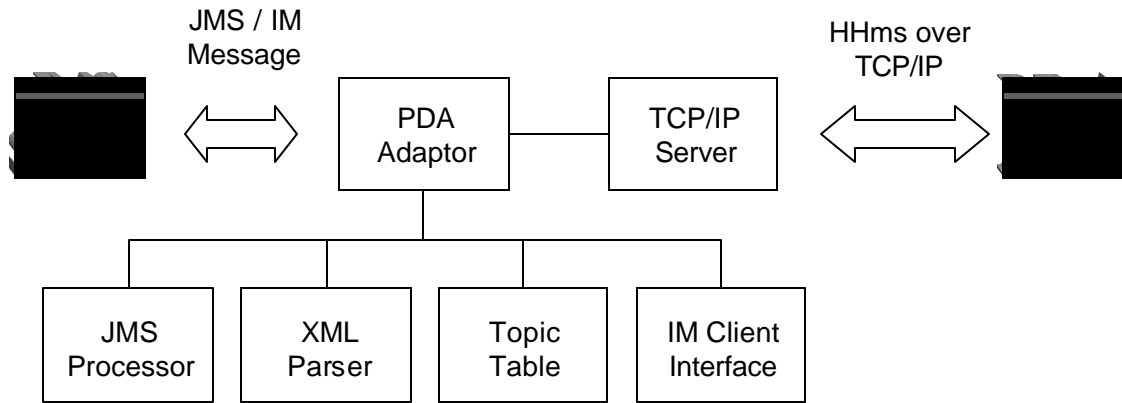 JMS / IM
Message
HHms over
TCP/IP
PDA
Adaptor
TCP/IP
Server
JMS
Processor
XML
Parser
Topic
Table
IM Client
Interface